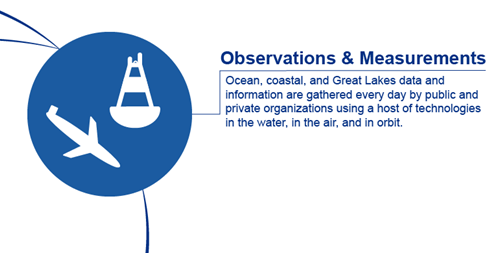 Observations & Measurements
Ocean, coastal, and Great Lakes data and
information are gathered every day by public and
private organizations using a host of technologies
in the water, in the air, and in orbit.